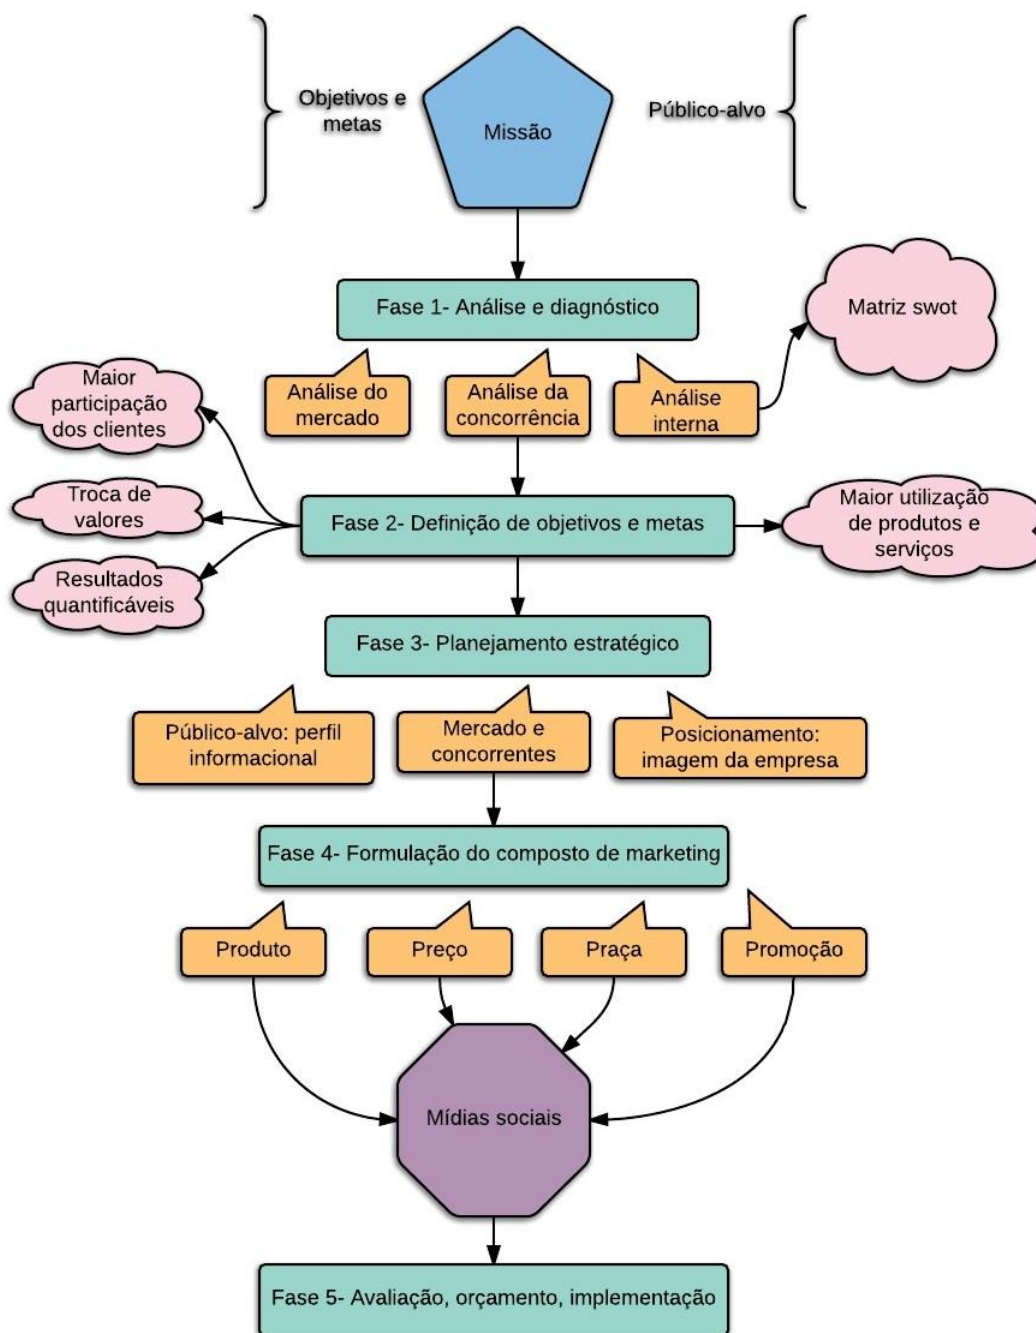 Objetivos e
metas
Missão
Público-alvo
Fase 1- Análise e diagnóstico
Matriz swot
Análise do
mercado
Análise da
concorrência
Análise
interna
Maior
participação
dos clientes
Troca de
valores
Resultados
quantificáveis
Fase 2- Definição de objetivos e metas
Maior utilização
de produtos e
serviços
Fase 3- Planejamento estratégico
Público-alvo: perfil
informacional
Mercado e
concorrentes
Posicionamento:
imagem da empresa
Fase 4- Formulação do composto de marketing
Produto
Preço
Praça
Promoção
Mídias sociais
Fase 5- Avaliação, orçamento, implementação